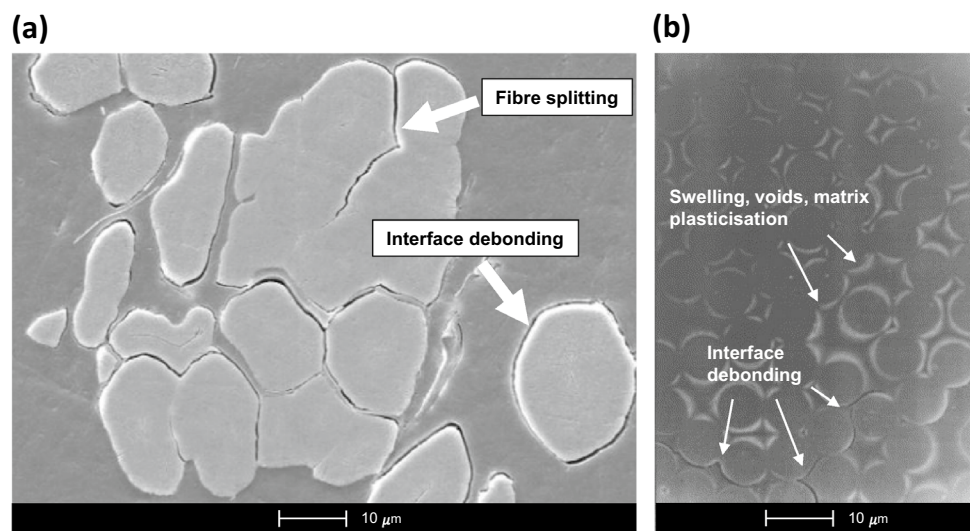 (a)
(b)
Fibre splitting
Interface debonding
Swelling, voids, matrix
plasticisation
Interface
debonding
10 μm
10 μm